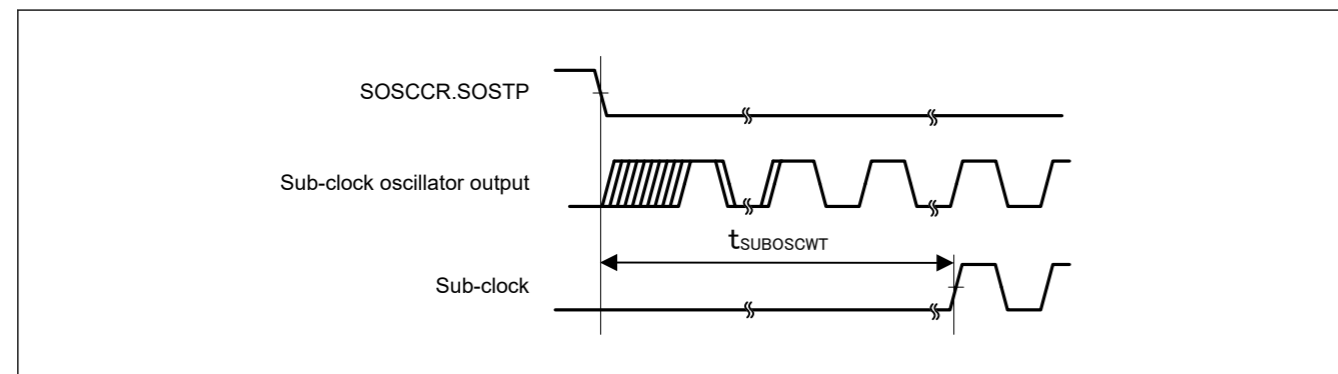 SOSCCR.SOSTP
Sub-clock oscillator output
tSUBOSCWT
Sub-clock